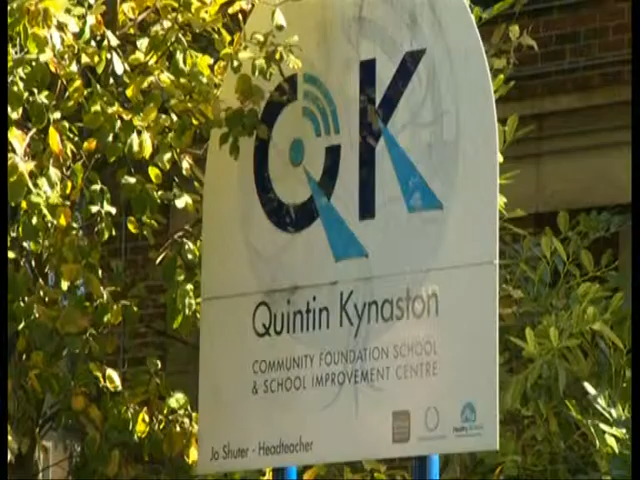 QK
Quintin Kynaston
COMMUNITY FOUNDATION SCHOOL
& SCHOOL IMPROVEMENT CENTRE
Jo Shuter - Headteacher